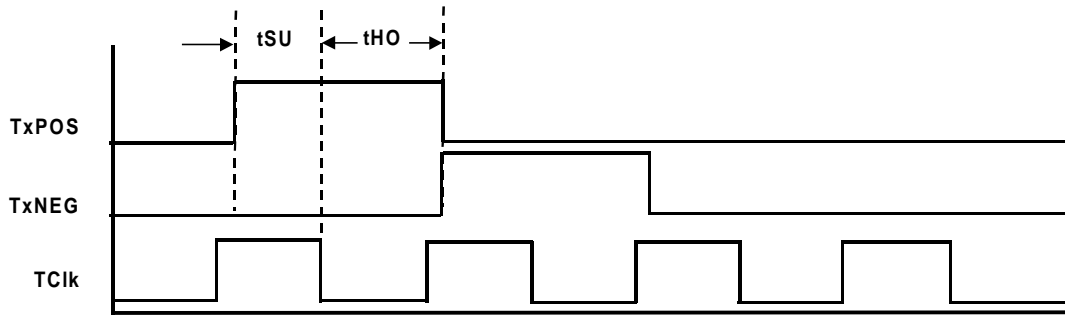 tSU
tHO
TxPOS
TxNEG
TClk